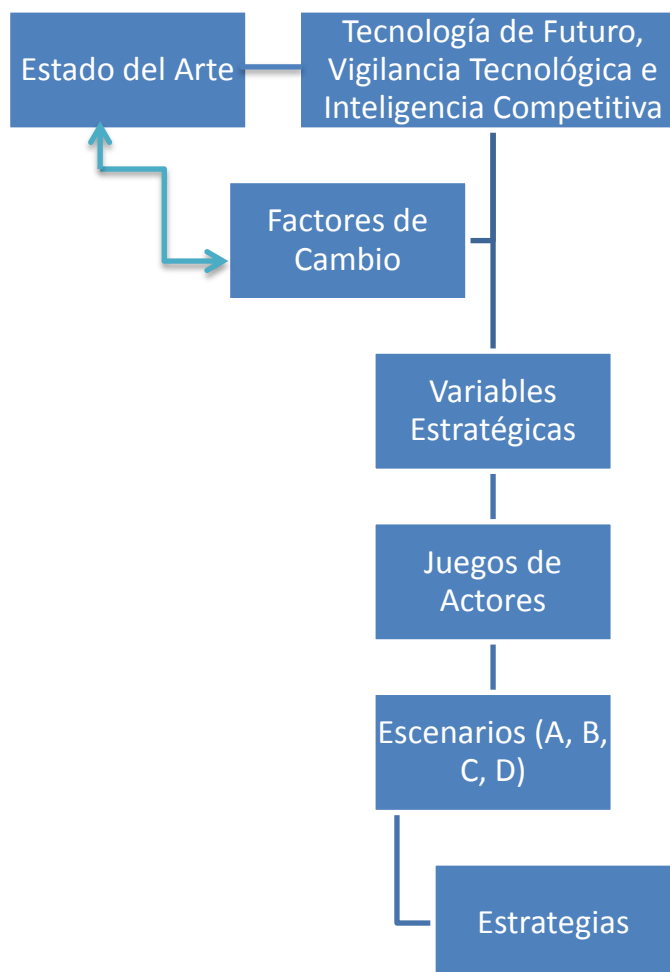 Estado del Arte
Tecnología de Futuro,
Vigilancia Tecnológica e
Inteligencia Competitiva
Factores de
Cambio
Variables
Estratégicas
Juegos de
Actores
Escenarios (A, B,
C, D)
Estrategias